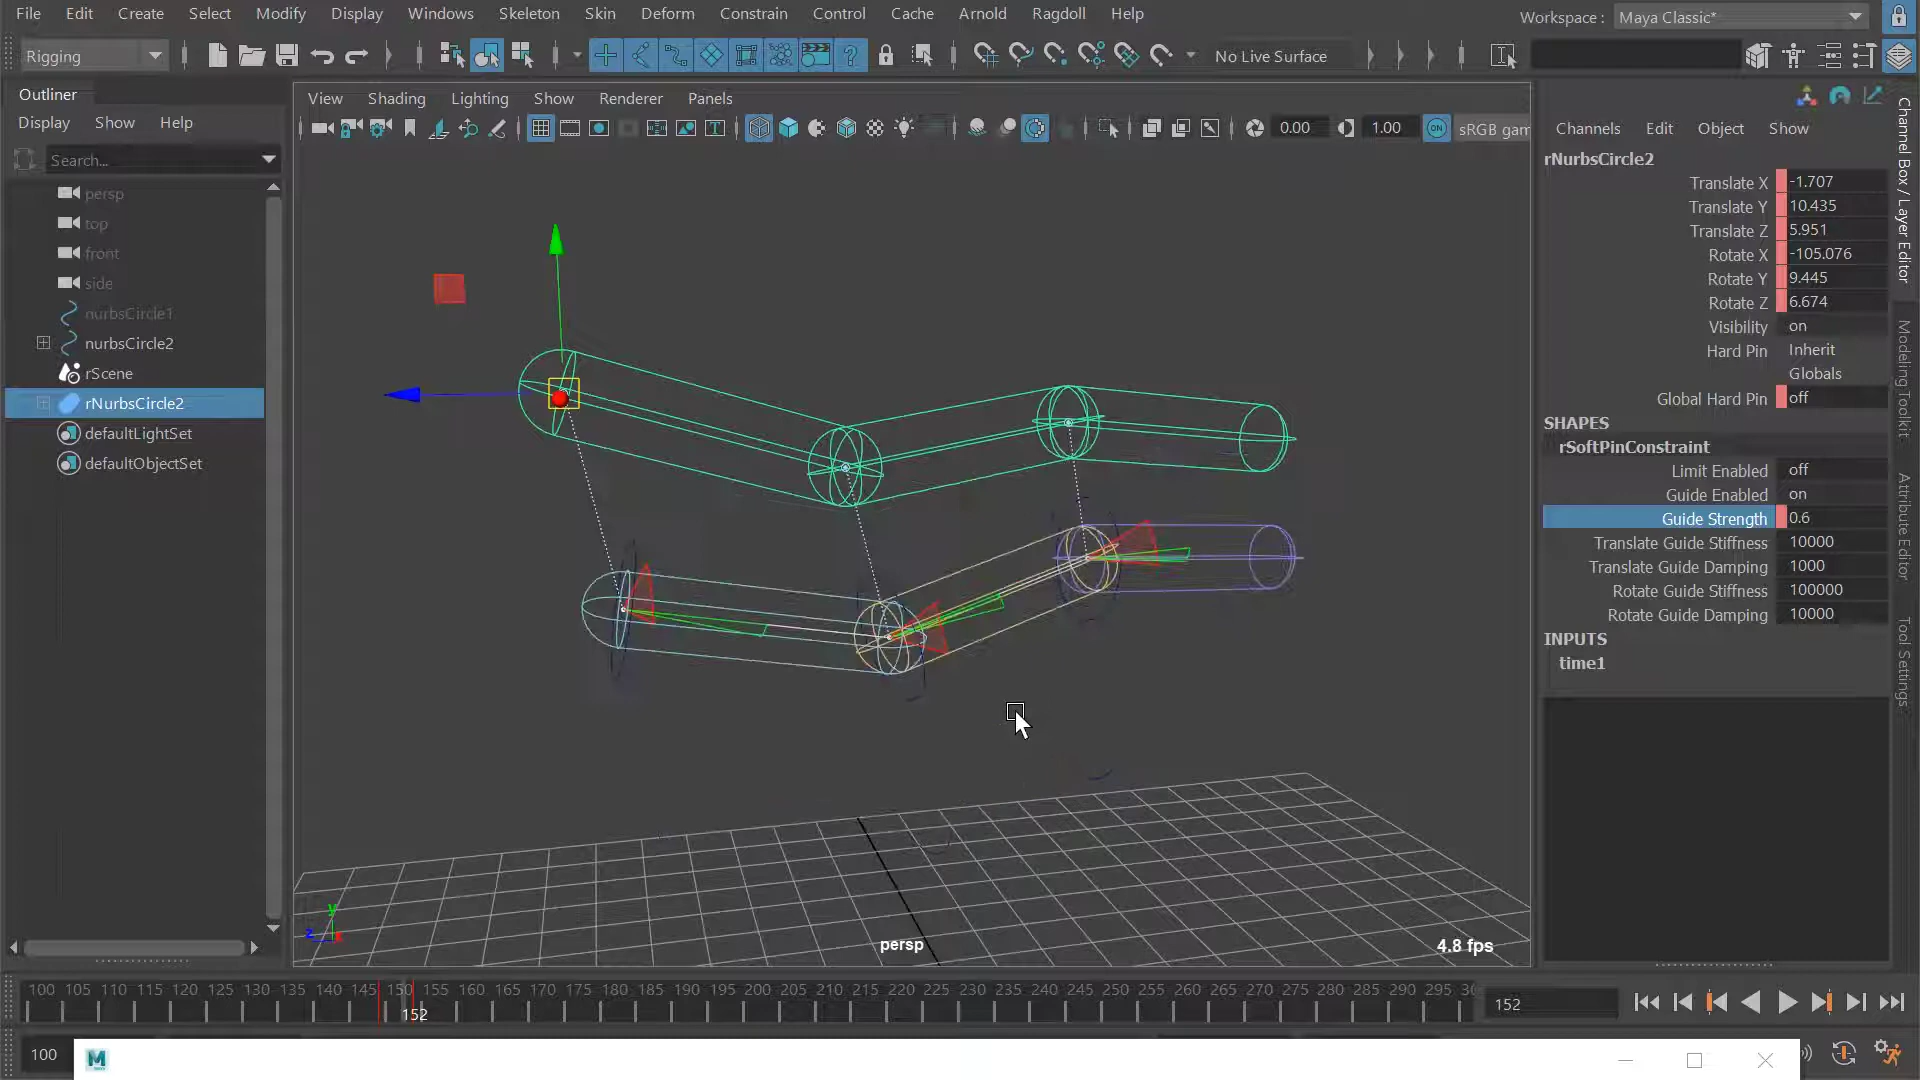 File Edit Create Select Modify Display Windows Skeleton Skin Deform Constrain Control Cache Arnold Ragdoll Help
Workspace : Maya Classic*
Rigging
No Live Surface
Outliner
Display Show Help
Search...
persp
top
front
side
nurbsCircle1
nurbsCircle2
rScene
rNurbsCircle2
defaultLightSet
defaultObjectSet
View Shading Lighting Show Renderer Panels
0.00 1.00 ON sRGB gam
y
z
persp
4.8 fps
Channels Edit Object Show
rNurbsCircle2
Translate X -1.707
Translate Y 10.435
Translate Z 5.951
Rotate X -105.076
Rotate Y 9.445
Rotate Z 6.674
Visibility on
Hard Pin Inherit
Globals
Global Hard Pin off
SHAPES
rSoftPinConstraint
Limit Enabled off
Guide Enabled on
Guide Strength 0.6
Translate Guide Stiffness 10000
Translate Guide Damping 1000
Rotate Guide Stiffness 100000
Rotate Guide Damping 10000
INPUTS
time1
Channel Box / Layer Editor
Modeling Toolkit
Attribute Editor
Tool Settings
100 105 110 115 120 125 130 135 140 145 150 155 160 165 170 175 180 185 190 195 200 205 210 215 220 225 230 235 240 245 250 255 260 265 270 275 280 285 290 295
152
152
100
M